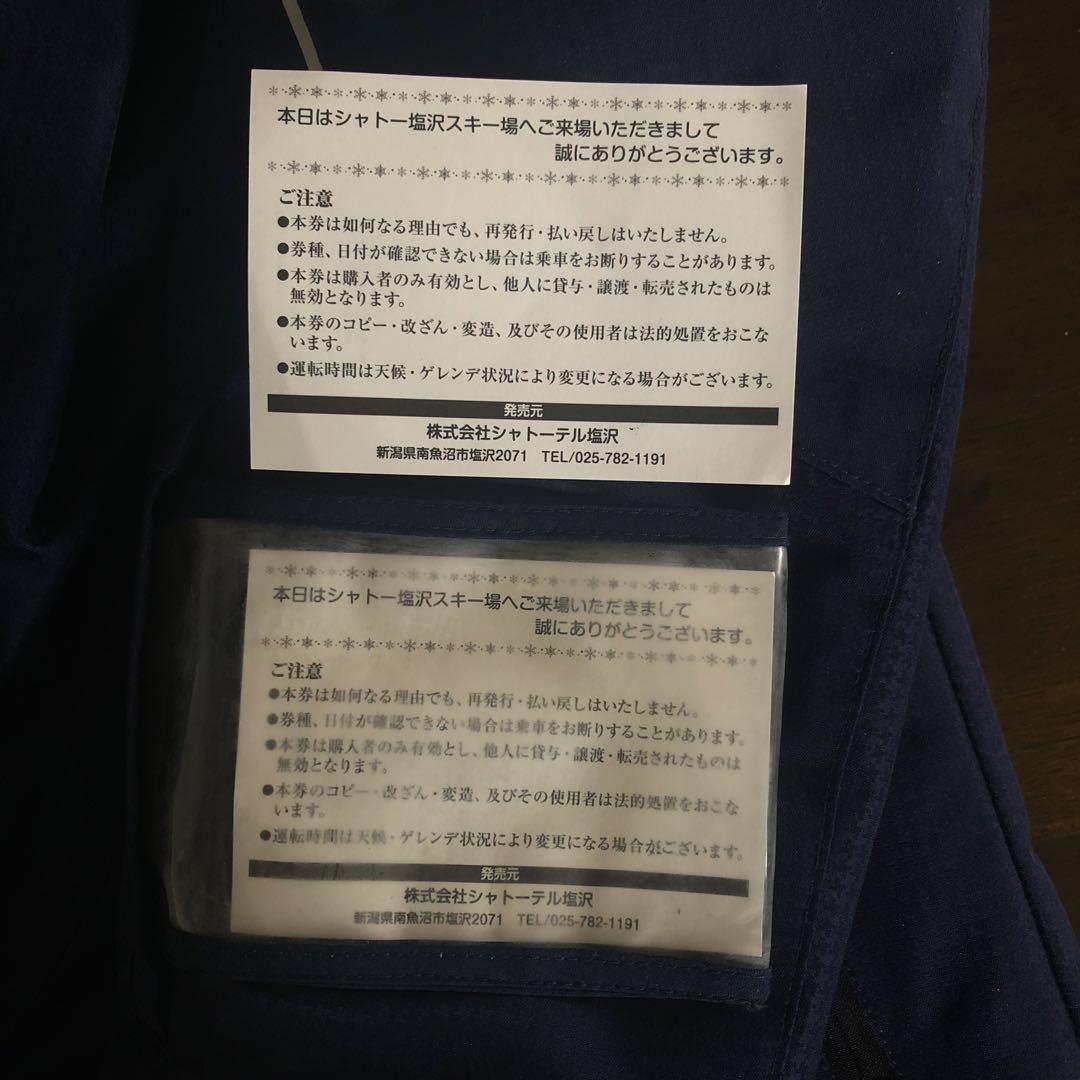 本日はシャトー塩沢スキー場へご来場いただきまして
誠にありがとうございます。
ご注意
●本券は如何なる理由でも、再発行・払い戻しはいたしません。
●券種、日付が確認できない場合は乗車をお断りすることがあります。
●本券は購入者のみ有効とし、他人に貸与・譲渡・転売されたものは
無効となります。
●本券のコピー・改ざん・変造、及びその使用者は法的処置をおこな
います。
●運転時間は天候・ゲレンデ状況により変更になる場合がございます。
発売元
株式会社シャトーテル塩沢
新潟県南魚沼市塩沢2071 TEL/025-782-1191
本日はシャトー塩沢スキー場へご来場いただきまして
誠にありがとうございます。
ご注意
●本券は如何なる理由でも、再発行・払い戻しはいたしません。
●券種、日付が確認できない場合は乗車をお断りすることがあります。
●本券は購入者のみ有効とし、他人に貸与・譲渡・転売されたものは
無効となります。
●本券のコピー・改ざん・変造、及びその使用者は法的処置をおこな
います。
●運転時間は天候・ゲレンデ状況により変更になる場合がございます。
発売元
株式会社シャトーテル塩沢
新潟県南魚沼市塩沢2071 TEL/025-782-1191